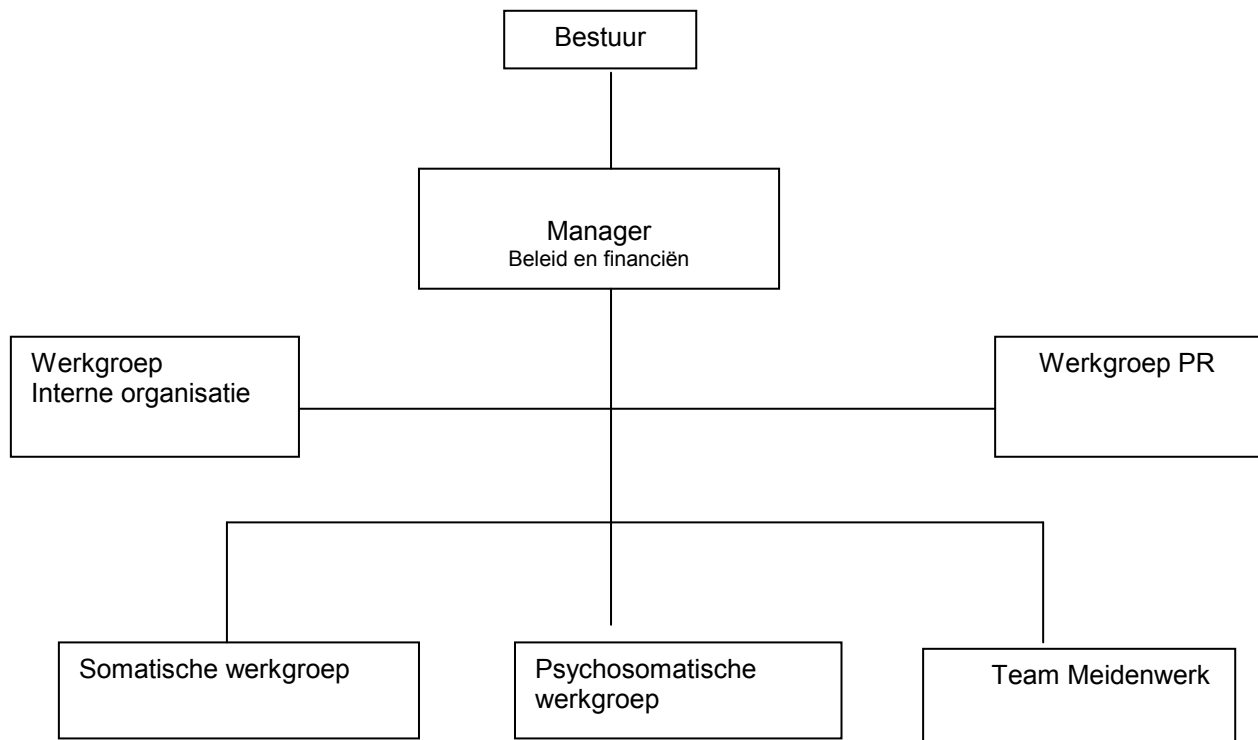 Bestuur
Manager
Beleid en financiën
Werkgroep
Interne organisatie
Werkgroep PR
Somatische werkgroep
Psychosomatische
werkgroep
Team Meidenwerk